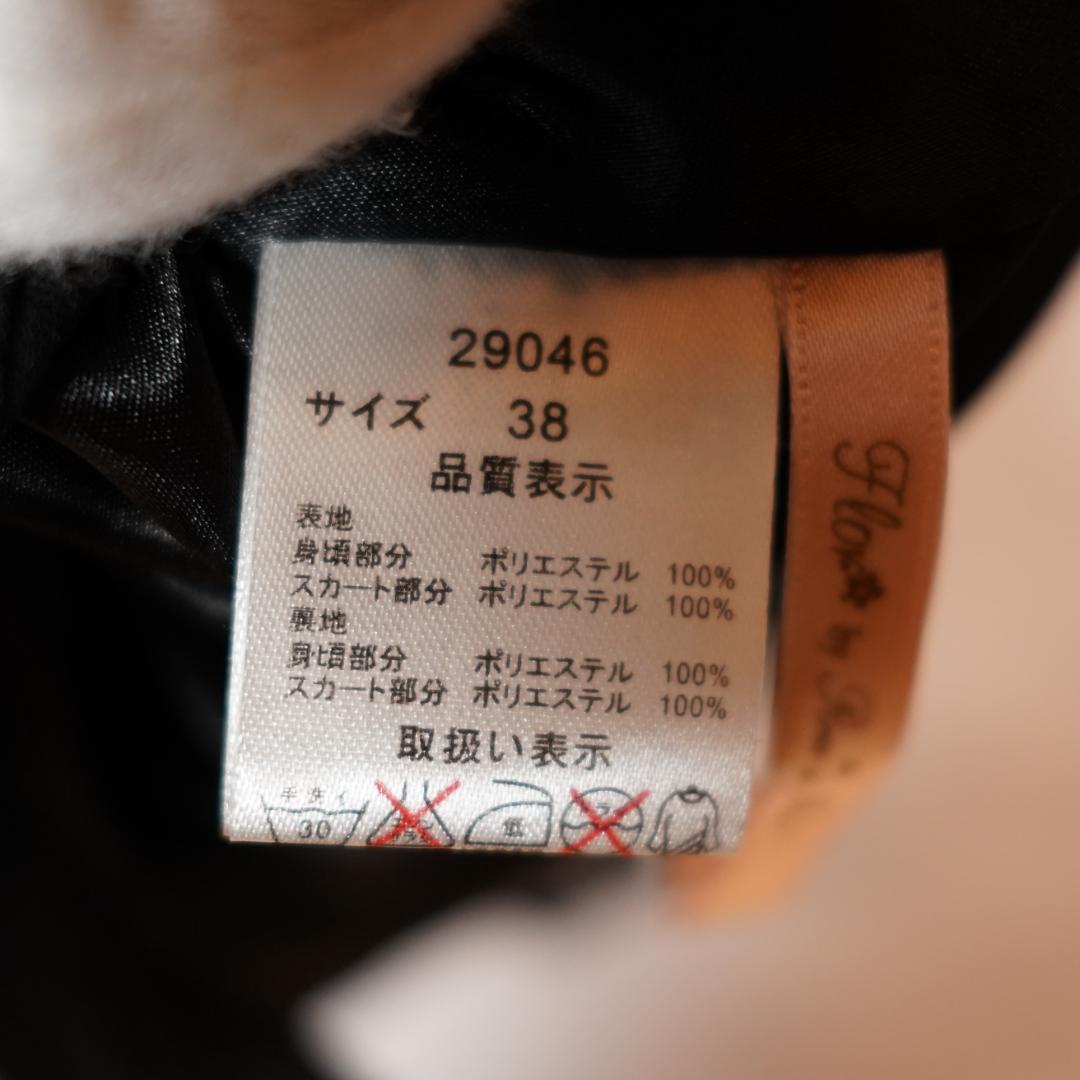 29046
サイズ 38
品質表示
表地
身頃部分 ポリエステル 100%
スカート部分 ポリエステル 100%
裏地
身頃部分 ポリエステル 100%
スカート部分 ポリエステル 100%
取扱い表示
手洗イ
30
低
by